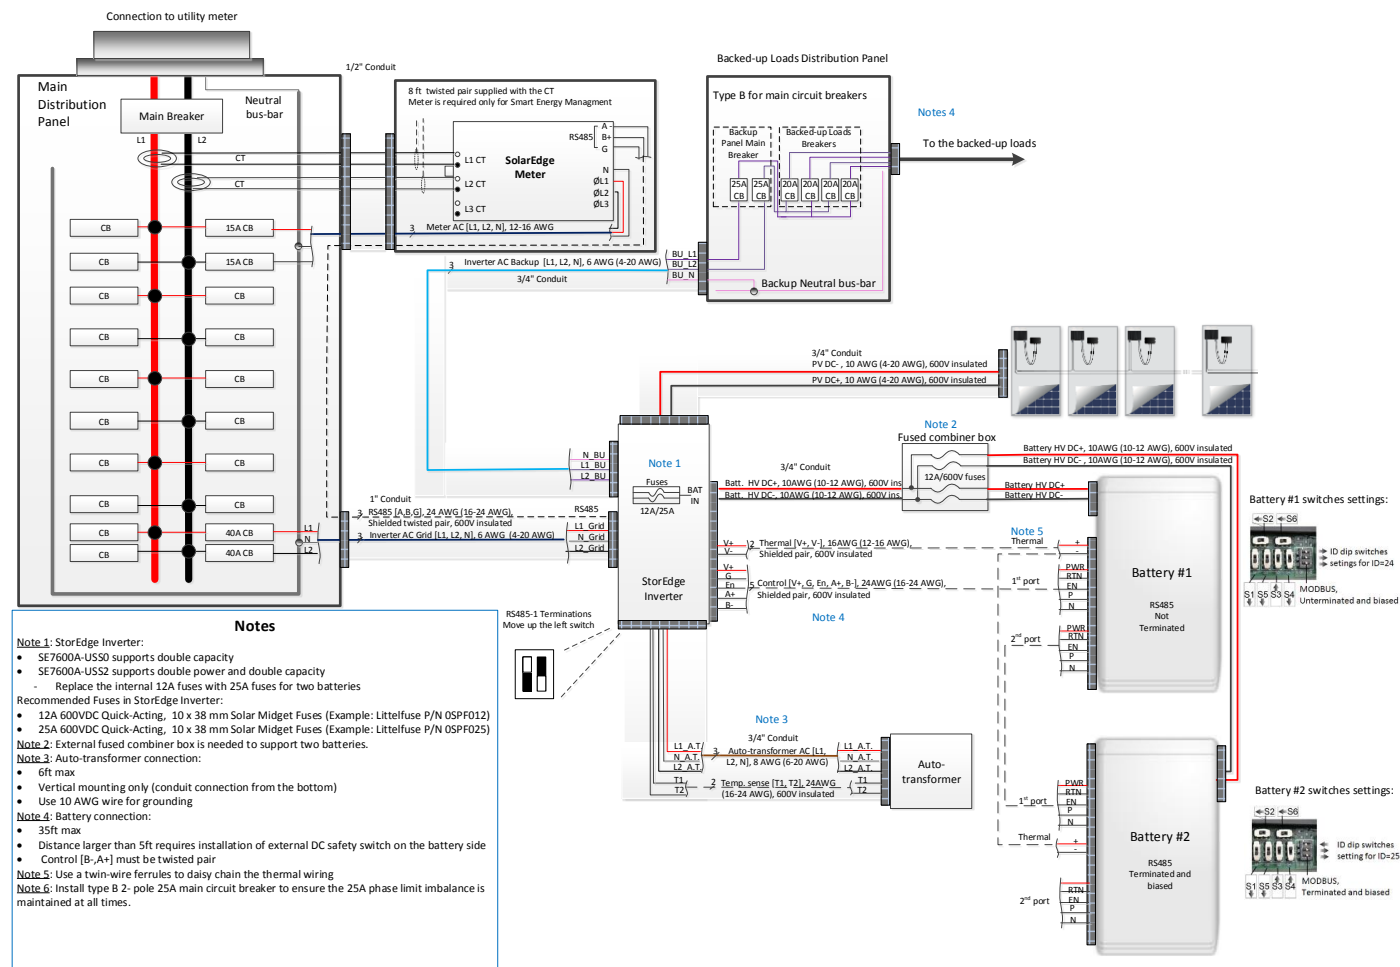 Connection to utility meter
Main
Distribution
Panel
Main Breaker
Neutral
bus-bar
L1
L2
CT
CT
CB
15A CB
CB
15A CB
CB
CB
CB
CB
CB
CB
CB
CB
CB
CB
CB
CB
CB
40A CB
CB
40A CB
L1
N
L2
1/2" Conduit
8 ft twisted pair supplied with the CT
Meter is required only for Smart Energy Managment
SolarEdge
Meter
L1 CT
L2 CT
L3 CT
RS485
A -
B+
G
N
ØL1
ØL2
ØL3
3
Meter AC [L1, L2, N], 12-16 AWG
Backed-up Loads Distribution Panel
Type B for main circuit breakers
Backup
Panel Main
Breaker
Backed-up Loads
Breakers
25A
CB
25A
CB
20A
CB
20A
CB
20A
CB
20A
CB
Notes 4
To the backed-up loads
BU_L1
BU_L2
BU_N
Backup Neutral bus-bar
3
Inverter AC Backup [L1, L2, N], 6 AWG (4-20 AWG)
3/4" Conduit
3/4" Conduit
PV DC- , 10 AWG (4-20 AWG), 600V insulated
PV DC+, 10 AWG (4-20 AWG), 600V insulated
N_BU
L1_BU
L2_BU
Note 1
Fuses
12A/25A
BAT
IN
StorEdge
Inverter
Note 2
Fused combiner box
12A/600V fuses
3/4" Conduit
Batt. HV DC+, 10AWG (10-12 AWG), 600V ins.
Batt. HV DC-, 10AWG (10-12 AWG), 600V ins.
Battery HV DC+, 10AWG (10-12 AWG), 600V insulated
Battery HV DC- , 10AWG (10-12 AWG), 600V insulated
Battery HV DC+
Battery HV DC-
1" Conduit
3
RS485 [A,B,G], 24 AWG (16-24 AWG),
Shielded twisted pair, 600V insulated
RS485
3
Inverter AC Grid [L1, L2, N], 6 AWG (4-20 AWG)
L1_Grid
N_Grid
L2_Grid
V+
V-
2
Thermal [V+, V-], 16AWG (12-16 AWG),
Shielded pair, 600V insulated
V+
G
En
A+
B-
5
Control [V+, G, En, A+, B-], 24AWG (16-24 AWG),
Shielded pair, 600V insulated
Note 4
Note 5
Thermal
+
-
1st port
PWR
RTN
EN
P
N
2nd port
PWR
RTN
EN
P
N
Battery #1
RS485
Not
Terminated
Battery #1 switches settings:
S2
S6
ID dip switches
setings for ID=24
S1
S5
S3
S4
MODBUS,
Unterminated and biased
RS485-1 Terminations
Move up the left switch
Note 3
3/4" Conduit
L1_A.T.
N_A.T.
L2_A.T.
3
Auto-transformer AC [L1,
L2, N], 8 AWG (6-20 AWG)
L1_A.T.
N_A.T.
L2_A.T.
T1
T2
2
Temp. sense [T1, T2], 24AWG
(16-24 AWG), 600V insulated
T1
T2
Auto-
transformer
1st port
PWR
RTN
EN
P
N
Thermal
+
-
2nd port
RTN
EN
P
N
Battery #2
RS485
Terminated and
biased
Battery #2 switches settings:
S2
S6
ID dip switches
setting for ID=25
S1
S5
S3
S4
MODBUS,
Terminated and biased
Notes
Note 1: StorEdge Inverter:
• SE7600A-USS0 supports double capacity
• SE7600A-USS2 supports double power and double capacity
- Replace the internal 12A fuses with 25A fuses for two batteries
Recommended Fuses in StorEdge Inverter:
• 12A 600VDC Quick-Acting, 10 x 38 mm Solar Midget Fuses (Example: Littelfuse P/N 0SPF012)
• 25A 600VDC Quick-Acting, 10 x 38 mm Solar Midget Fuses (Example: Littelfuse P/N 0SPF025)
Note 2: External fused combiner box is needed to support two batteries.
Note 3: Auto-transformer connection:
• 6ft max
• Vertical mounting only (conduit connection from the bottom)
• Use 10 AWG wire for grounding
Note 4: Battery connection:
• 35ft max
• Distance larger than 5ft requires installation of external DC safety switch on the battery side
• Control [B-,A+] must be twisted pair
Note 5: Use a twin-wire ferrules to daisy chain the thermal wiring
Note 6: Install type B 2- pole 25A main circuit breaker to ensure the 25A phase limit imbalance is
maintained at all times.